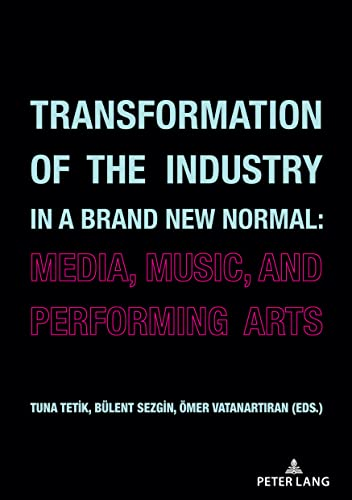 TRANSFORMATION
OF THE INDUSTRY
IN A BRAND NEW NORMAL:
MEDIA, MUSIC, AND
PERFORMING ARTS
TUNA TETİK, BÜLENT SEZGİN, ÖMER VATANARTIRAN (EDS.)
PETER LANG